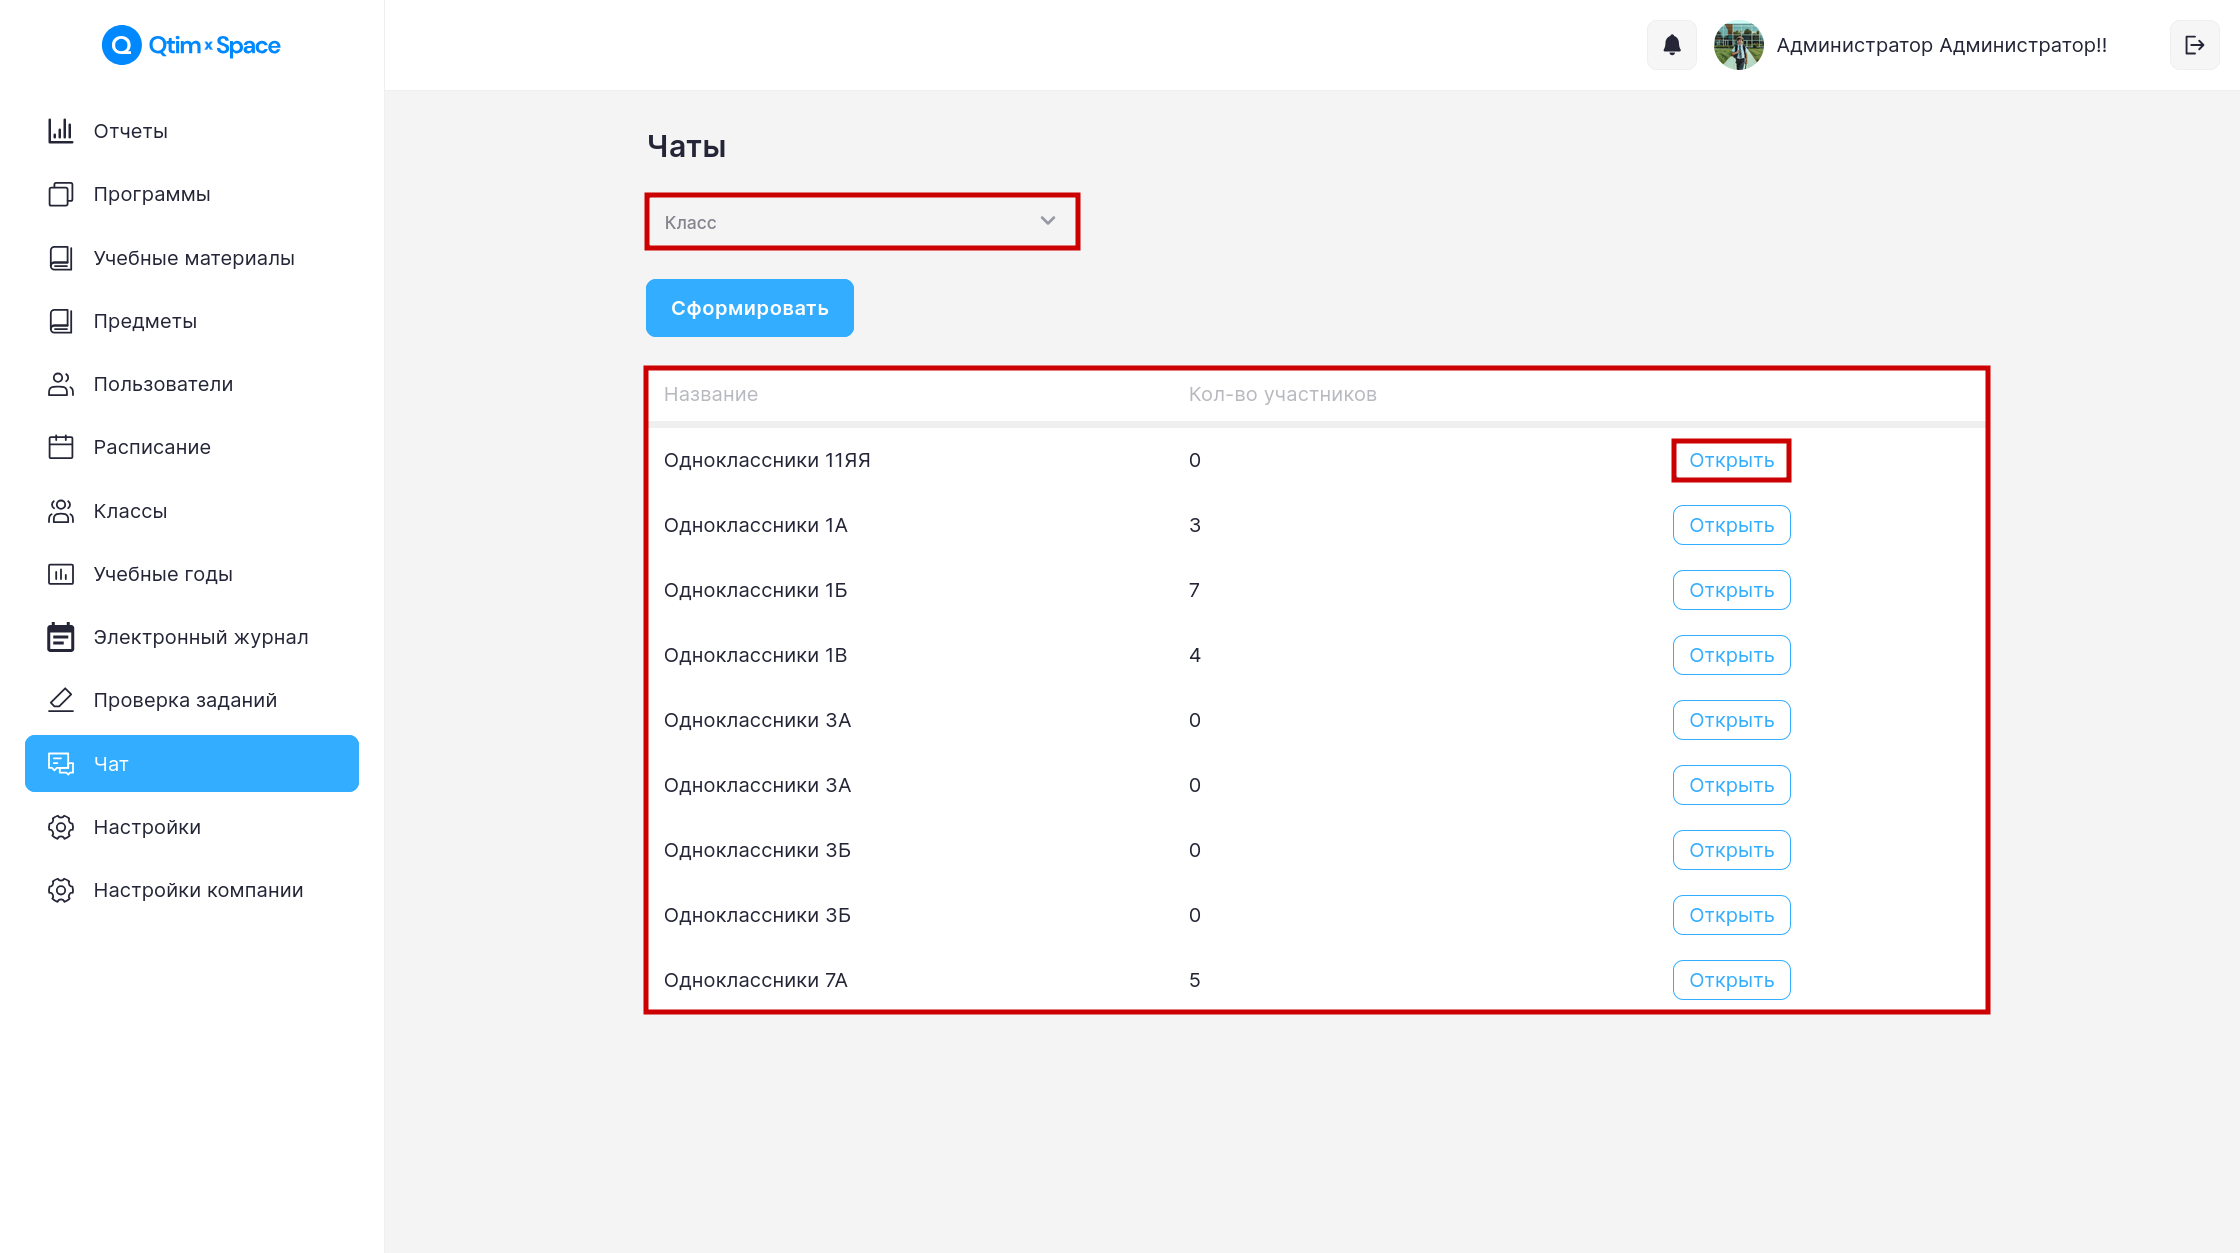 Qtim x Space
Администратор Администратор!!
Отчеты
Программы
Учебные материалы
Предметы
Пользователи
Расписание
Классы
Учебные годы
Электронный журнал
Проверка заданий
Чат
Настройки
Настройки компании
Чаты
Класс
Сформировать
Название Кол-во участников
Одноклассники 11ЯЯ 0 Открыть
Одноклассники 1А 3 Открыть
Одноклассники 1Б 7 Открыть
Одноклассники 1В 4 Открыть
Одноклассники 3А 0 Открыть
Одноклассники 3А 0 Открыть
Одноклассники 3Б 0 Открыть
Одноклассники 3Б 0 Открыть
Одноклассники 7А 5 Открыть